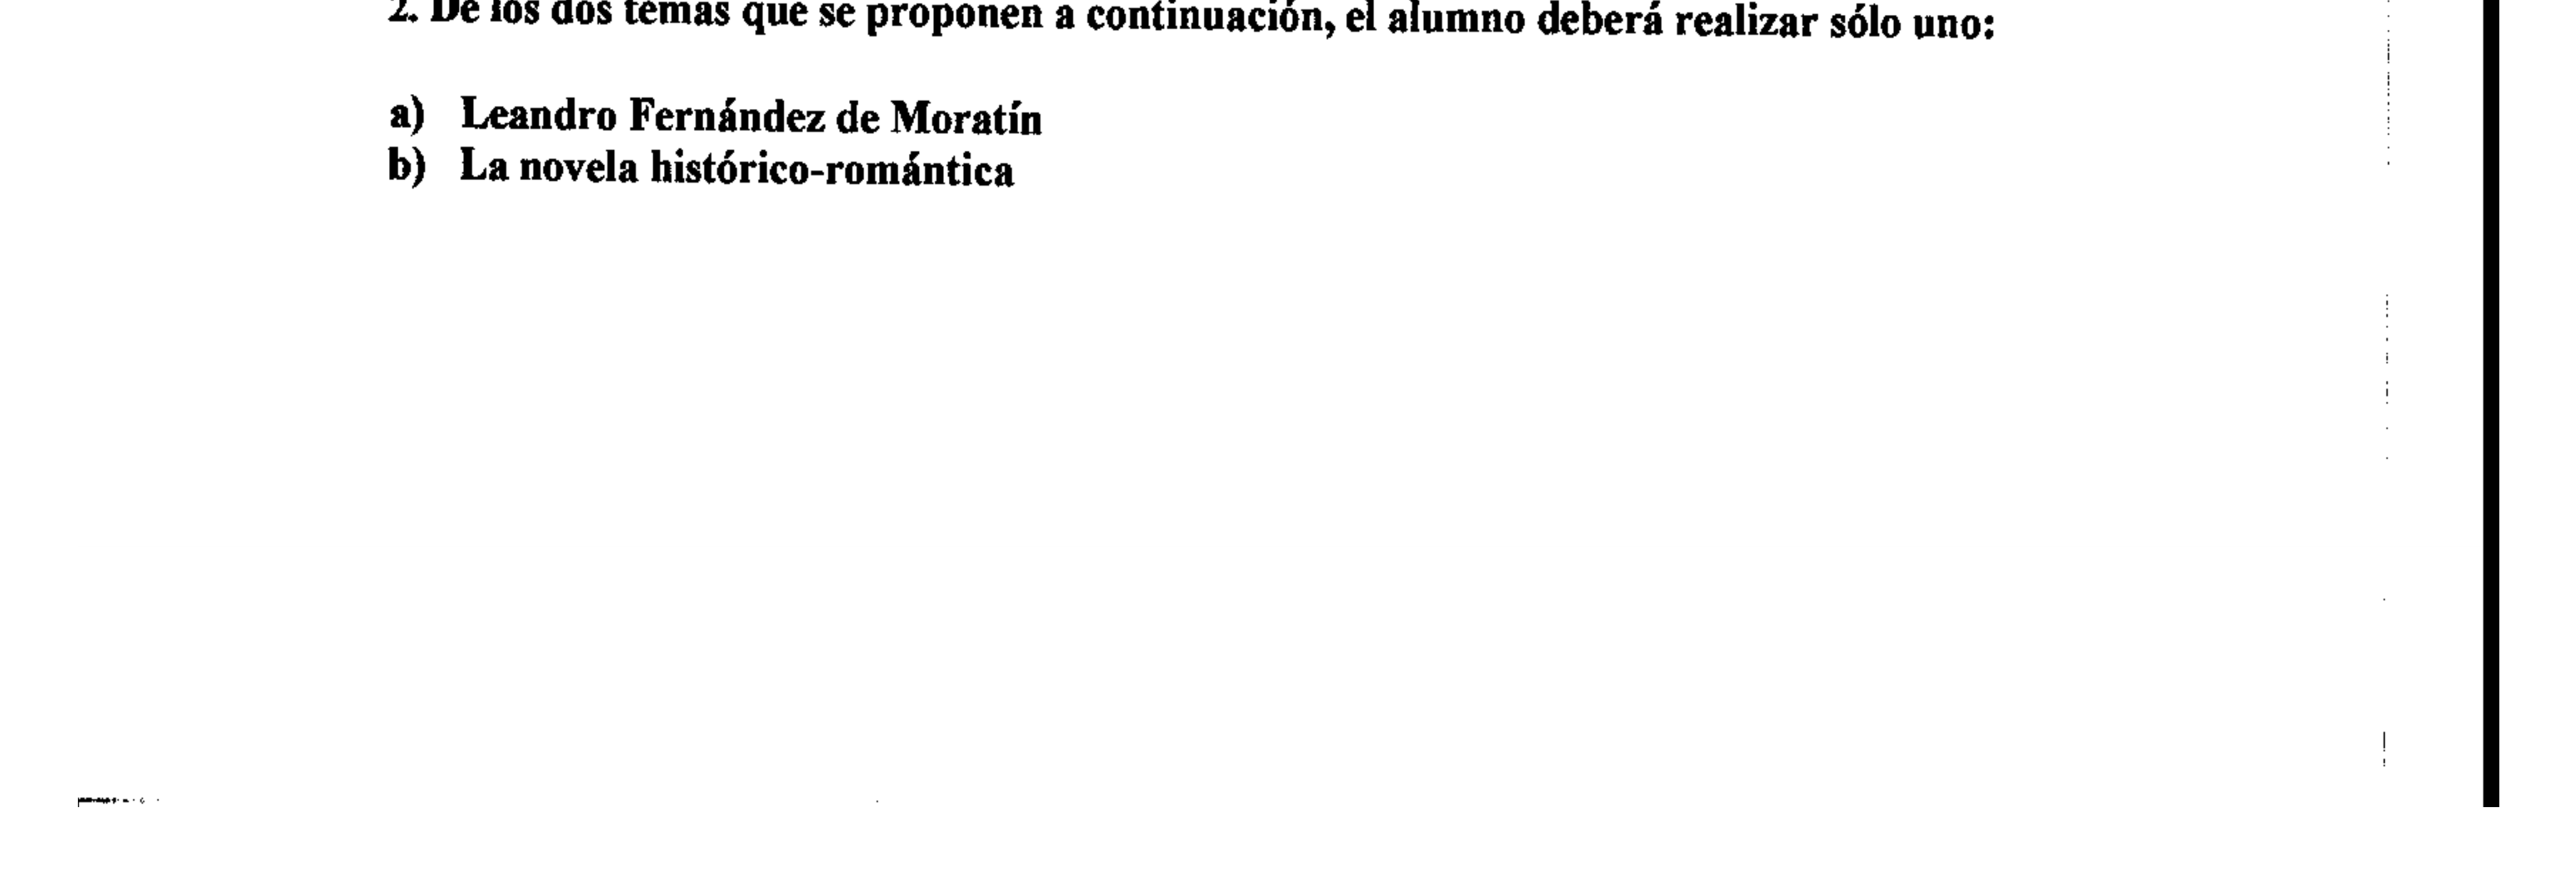 2. De los dos temas que se proponen a continuación, el alumno deberá realizar sólo uno:
a) Leandro Fernández de Moratín
b) La novela histórico-romántica